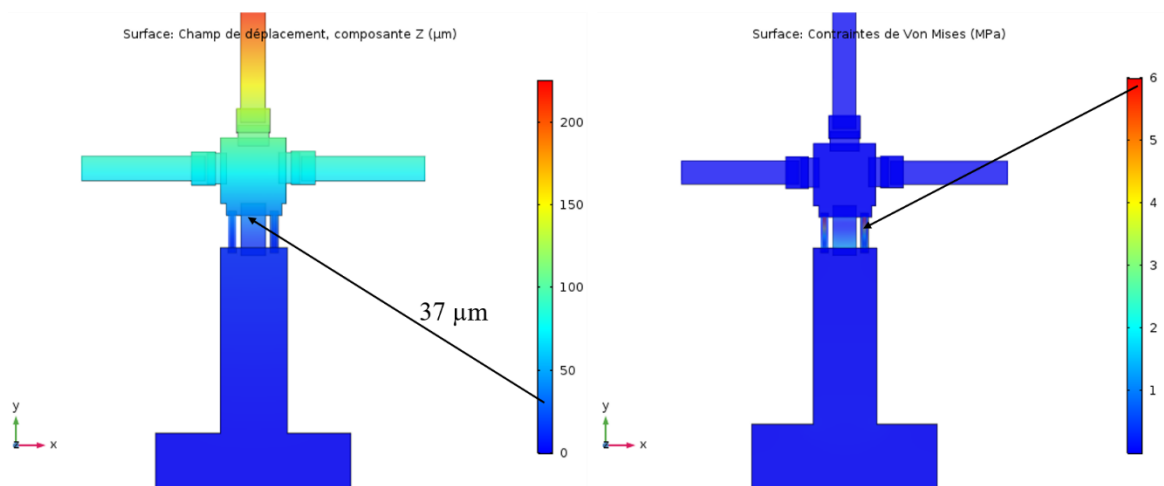 Surface: Champ de déplacement, composante Z (µm)
200
150
100
50
0
37 µm
y
z
x
Surface: Contraintes de Von Mises (MPa)
6
5
4
3
2
1
y
z
x